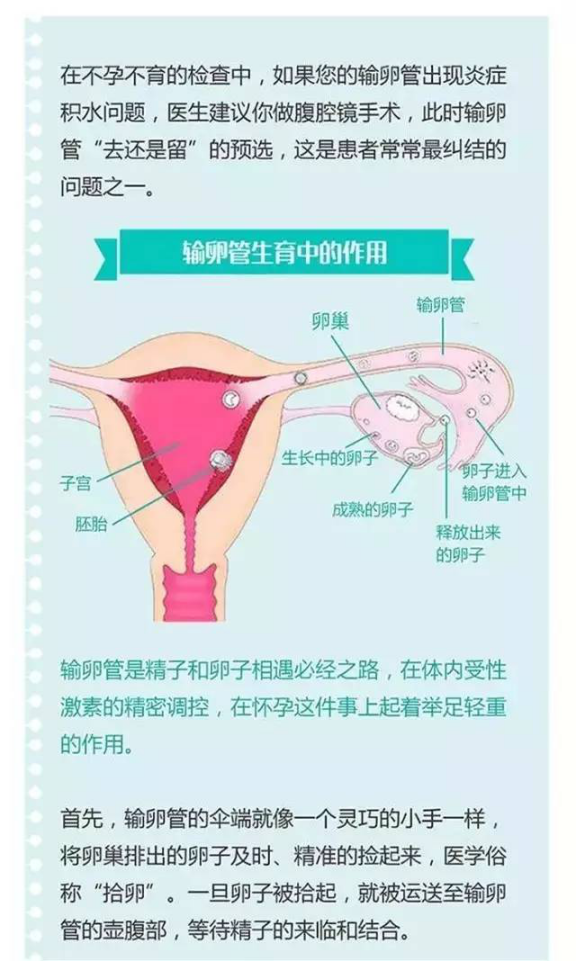 在不孕不育的检查中，如果您的输卵管出现炎症
积水问题，医生建议你做腹腔镜手术，此时输卵
管“去还是留”的预选，这是患者常常最纠结的
问题之一。
输卵管生育中的作用
输卵管
卵巢
生长中的卵子
卵子进入
输卵管中
子宫
成熟的卵子
胚胎
释放出来
的卵子
输卵管是精子和卵子相遇必经之路，在体内受性
激素的精密调控，在怀孕这件事上起着举足轻重
的作用。
首先，输卵管的伞端就像一个灵巧的小手一样，
将卵巢排出的卵子及时、精准的捡起来，医学俗
称“拾卵”。一旦卵子被拾起，就被运送至输卵
管的壶腹部，等待精子的来临和结合。